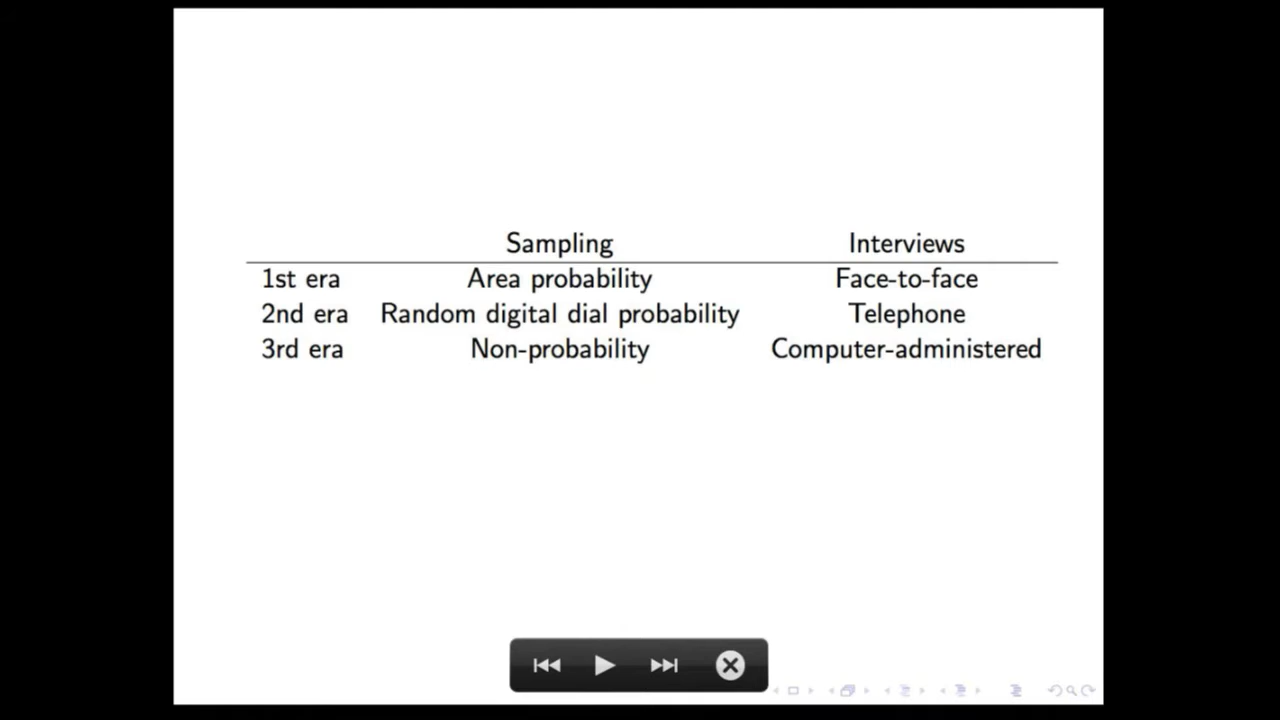 Sampling Interviews
1st era Area probability Face-to-face
2nd era Random digital dial probability Telephone
3rd era Non-probability Computer-administered